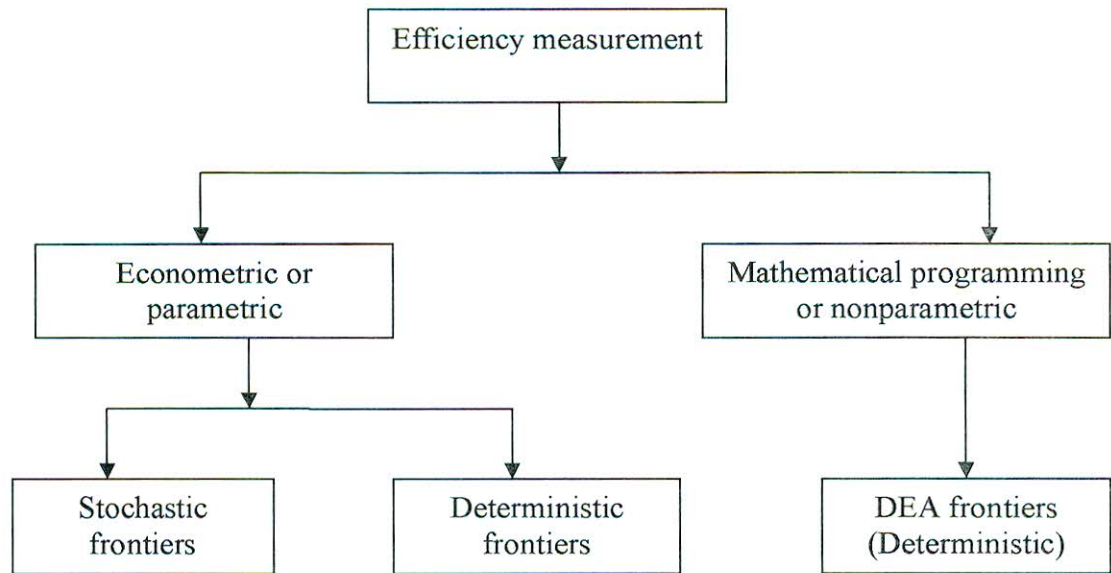 Efficiency measurement
Econometric or
parametric
Mathematical programming
or nonparametric
Stochastic
frontiers
Deterministic
frontiers
DEA frontiers
(Deterministic)